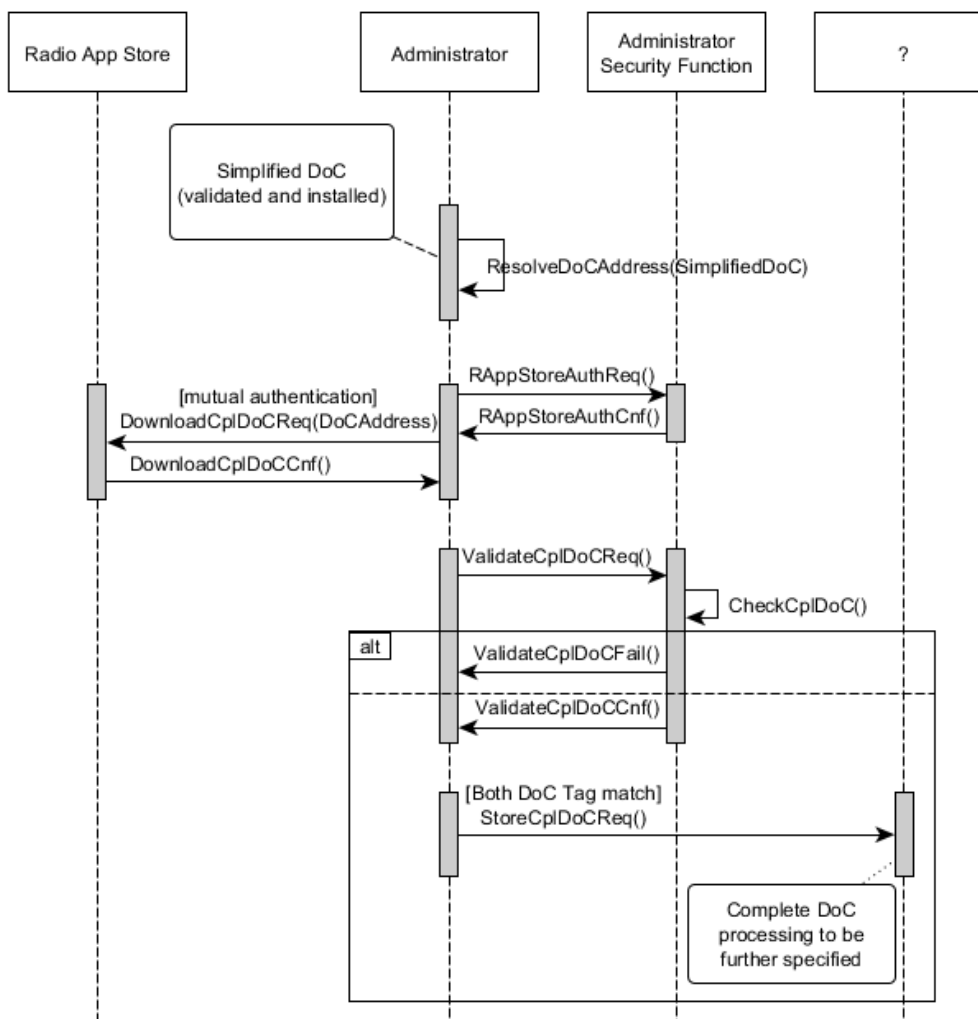 Radio App Store
Administrator
Administrator
Security Function
?
Simplified DoC
(validated and installed)
ResolveDoCAddress(SimplifiedDoC)
RAppStoreAuthReq()
[mutual authentication]
DownloadCplDoCReq(DoCAddress)
RAppStoreAuthCnf()
DownloadCplDoCCnf()
ValidateCplDoCReq()
CheckCplDoC()
alt
ValidateCplDoCFail()
ValidateCplDoCCnf()
[Both DoC Tag match]
StoreCplDoCReq()
Complete DoC
processing to be
further specified